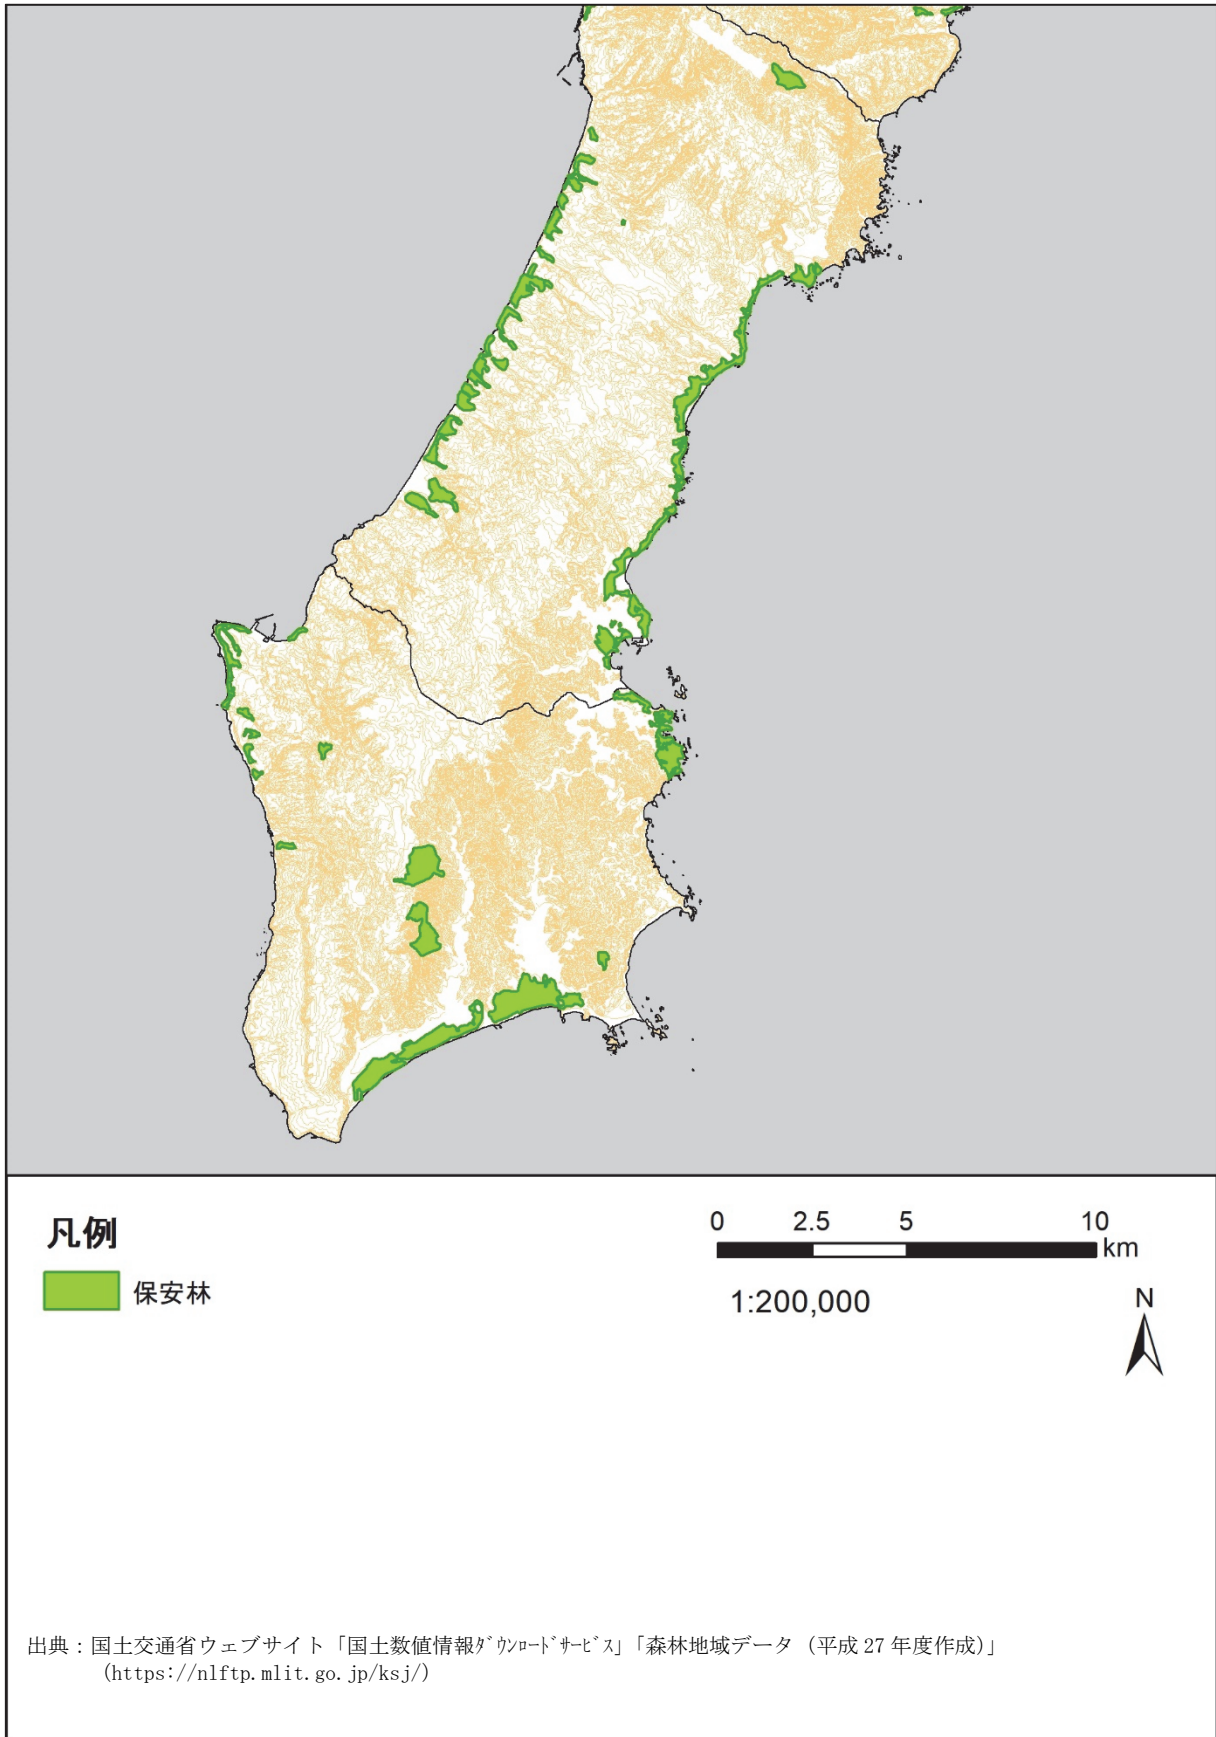 凡例
保安林
0 2.5 5 10
km
1:200,000
N
出典：国土交通省ウェブサイト「国土数値情報ﾀﾞｳﾝﾛｰﾄﾞｻｰﾋﾞｽ」「森林地域データ（平成 27 年度作成）」
(https://nlftp.mlit.go.jp/ksj/)